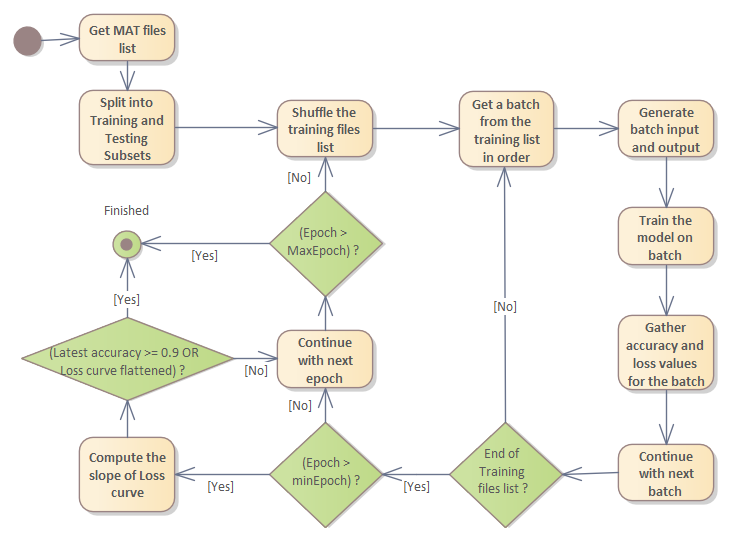 Get MAT files
list
Split into
Training and
Testing
Subsets
Shuffle the
training files
list
Get a batch
from the
training list
in order
Generate
batch input
and output
[No]
Train the
model on
batch
Finished
(Epoch >
MaxEpoch) ?
[Yes]
[Yes]
[No]
Gather
accuracy and
loss values
for the batch
(Latest accuracy >= 0.9 OR
Loss curve flattened) ?
[No]
Continue
with next
epoch
[No]
Compute the
slope of Loss
curve
[Yes]
(Epoch >
minEpoch) ?
[Yes]
End of
Training
files list ?
Continue
with next
batch